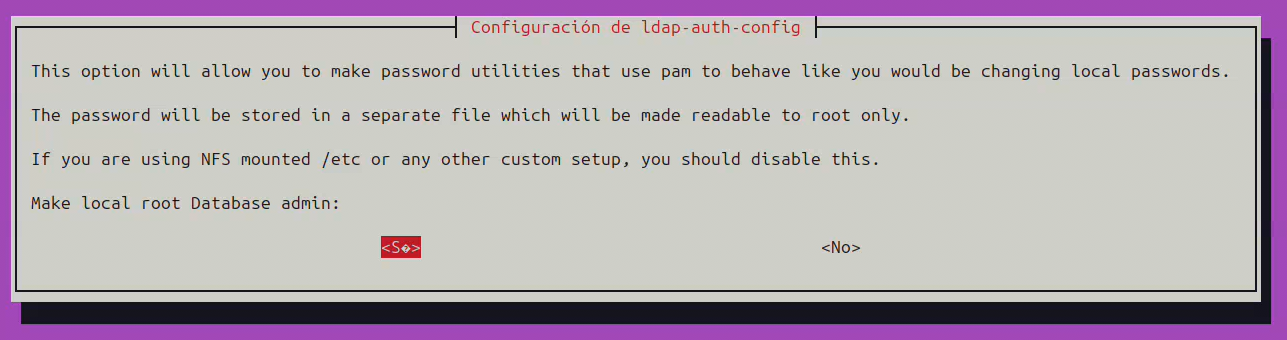 Configuración de ldap-auth-config
This option will allow you to make password utilities that use pam to behave like you would be changing local passwords.
The password will be stored in a separate file which will be made readable to root only.
If you are using NFS mounted /etc or any other custom setup, you should disable this.
Make local root Database admin:
<S�> <No>